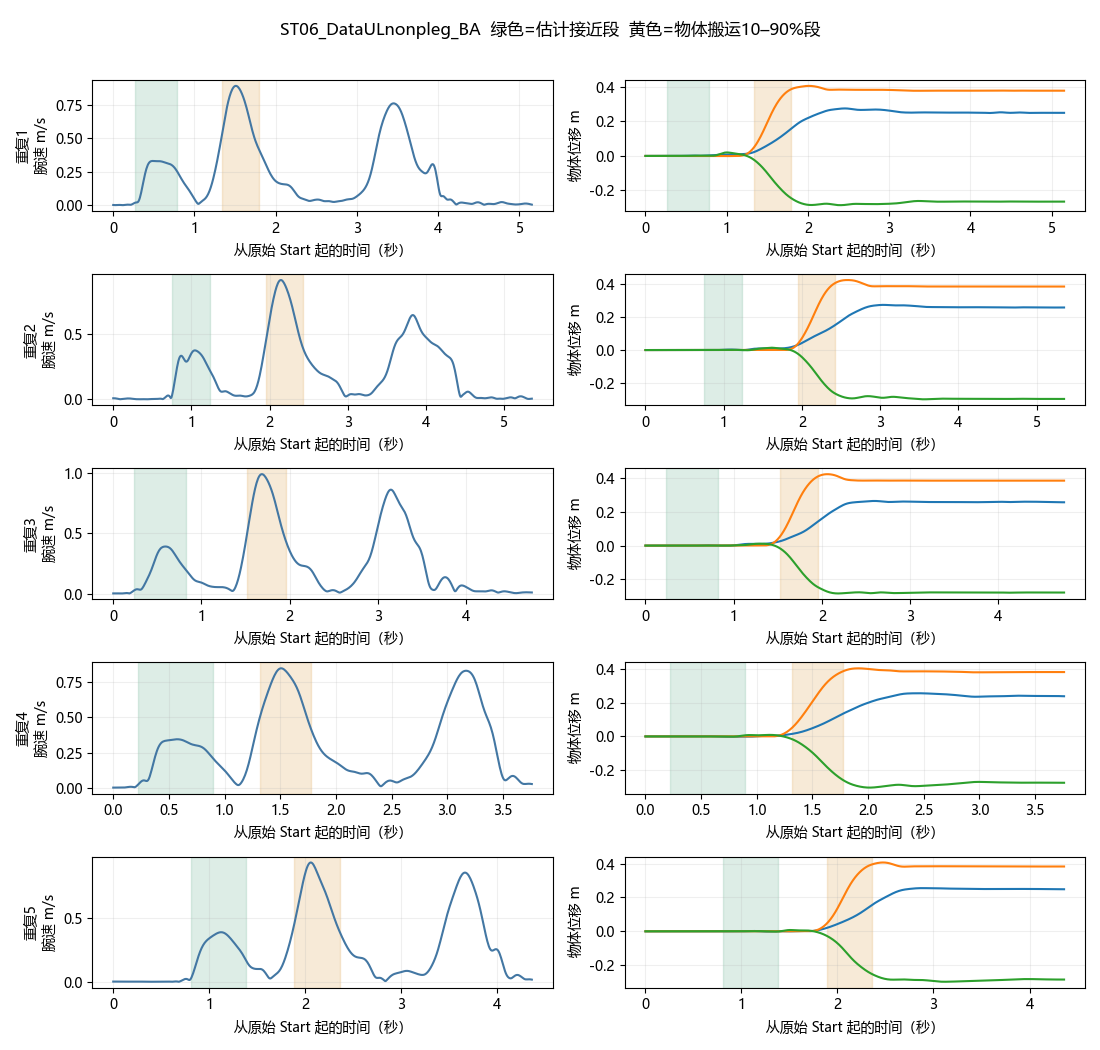 ST06_DataULnonpleg_BA 绿色=估计接近段 黄色=物体搬运10–90%段
重复1
腕速 m/s
0.75
0.50
0.25
0.00
0 1 2 3 4 5
从原始 Start 起的时间（秒）
物体位移 m
0.4
0.2
0.0
-0.2
0 1 2 3 4 5
从原始 Start 起的时间（秒）
重复2
腕速 m/s
0.5
0.0
0 1 2 3 4 5
从原始 Start 起的时间（秒）
物体位移 m
0.4
0.2
0.0
-0.2
0 1 2 3 4 5
从原始 Start 起的时间（秒）
重复3
腕速 m/s
1.0
0.5
0.0
0 1 2 3 4
从原始 Start 起的时间（秒）
物体位移 m
0.4
0.2
0.0
-0.2
0 1 2 3 4
从原始 Start 起的时间（秒）
重复4
腕速 m/s
0.75
0.50
0.25
0.00
0.0 0.5 1.0 1.5 2.0 2.5 3.0 3.5
从原始 Start 起的时间（秒）
物体位移 m
0.4
0.2
0.0
-0.2
0.0 0.5 1.0 1.5 2.0 2.5 3.0 3.5
从原始 Start 起的时间（秒）
重复5
腕速 m/s
0.5
0.0
0 1 2 3 4
从原始 Start 起的时间（秒）
物体位移 m
0.4
0.2
0.0
-0.2
0 1 2 3 4
从原始 Start 起的时间（秒）